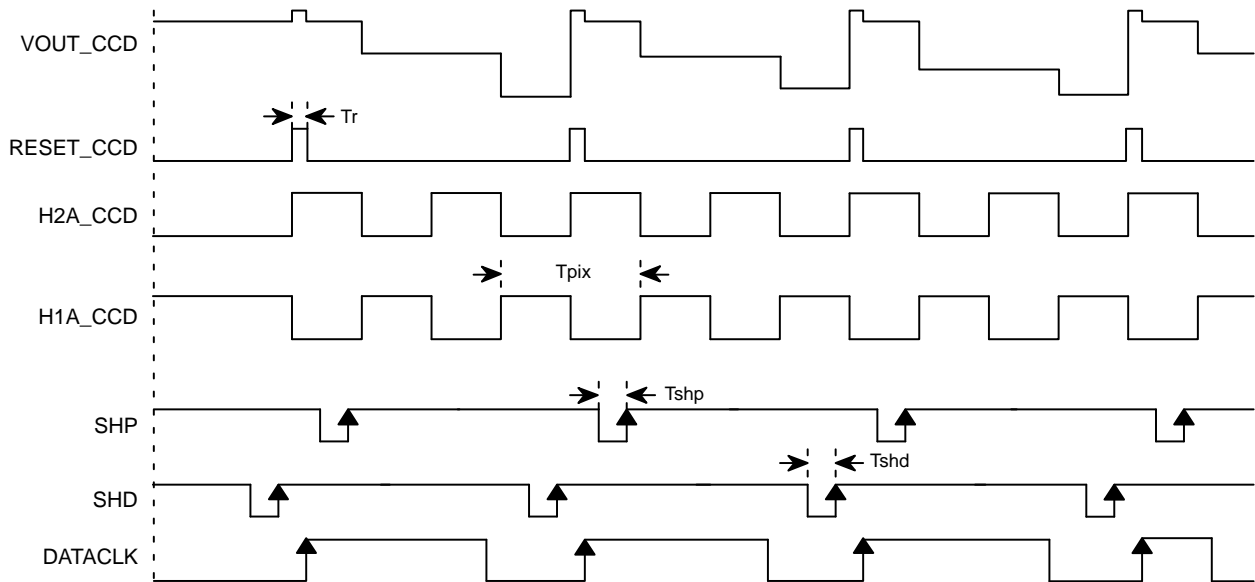 VOUT_CCD
Tr
RESET_CCD
H2A_CCD
Tpix
H1A_CCD
Tshp
SHP
Tshd
SHD
DATACLK